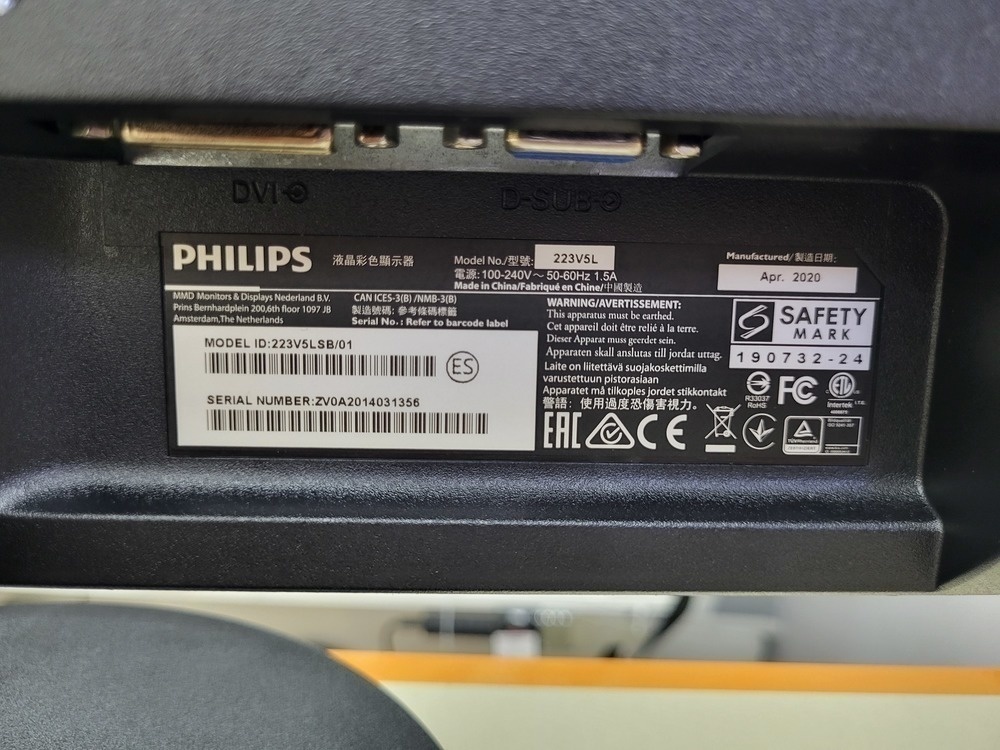 DVI
D-SUB
PHILIPS
液晶彩色顯示器
Model No./型號: 223V5L
電源: 100-240V～ 50-60Hz 1.5A
Made in China/Fabriqué en Chine/中國製造
Manufactured/製造日期:
Apr. 2020
MMD Monitors & Displays Nederland B.V.
Prins Bernhardplein 200,6th floor 1097 JB
Amsterdam,The Netherlands
CAN ICES-3(B) /NMB-3(B)
製造號碼: 參考條碼標籤
Serial No.: Refer to barcode label
MODEL ID:223V5LSB/01
ES
SERIAL NUMBER:ZV0A2014031356
WARNING/AVERTISSEMENT:
This apparatus must be earthed.
Cet appareil doit être relié à la terre.
Dieser Apparat muss geerdet sein.
Apparaten skall anslutas till jordat uttag.
Laite on liitettävä suojakoskettimilla
varustettuun pistorasiaan
Apparatet må tilkoples jordet stikkontakt
警語: 使用過度恐傷害視力。
SAFETY
MARK
190732-24
R33037
RoHS
FC
ETL
Intertek
EAC
CE
TÜVRheinland